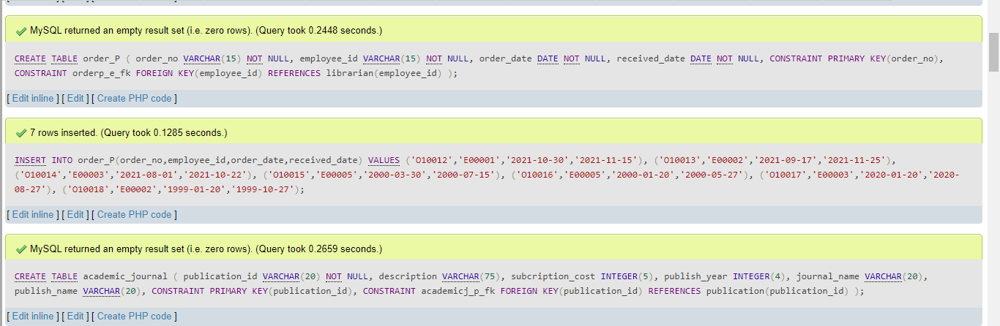 MySQL returned an empty result set (i.e. zero rows). (Query took 0.2448 seconds.)
CREATE TABLE order_P ( order_no VARCHAR(15) NOT NULL, employee_id VARCHAR(15) NOT NULL, order_date DATE NOT NULL, received_date DATE NOT NULL, CONSTRAINT PRIMARY KEY(order_no),
CONSTRAINT orderp_e_fk FOREIGN KEY(employee_id) REFERENCES librarian(employee_id) );
[ Edit inline ] [ Edit ] [ Create PHP code ]
7 rows inserted. (Query took 0.1285 seconds.)
INSERT INTO order_P(order_no,employee_id,order_date,received_date) VALUES ('O10012','E00001','2021-10-30','2021-11-15'), ('O10013','E00002','2021-09-17','2021-11-25'),
('O10014','E00003','2021-08-01','2021-10-22'), ('O10015','E00005','2000-03-30','2000-07-15'), ('O10016','E00005','2000-01-20','2000-05-27'), ('O10017','E00003','2020-01-20','2020-
08-27'), ('O10018','E00002','1999-01-20','1999-10-27');
[ Edit inline ] [ Edit ] [ Create PHP code ]
MySQL returned an empty result set (i.e. zero rows). (Query took 0.2659 seconds.)
CREATE TABLE academic_journal ( publication_id VARCHAR(20) NOT NULL, description VARCHAR(75), subcription_cost INTEGER(5), publish_year INTEGER(4), journal_name VARCHAR(20),
publish_name VARCHAR(20), CONSTRAINT PRIMARY KEY(publication_id), CONSTRAINT academicj_p_fk FOREIGN KEY(publication_id) REFERENCES publication(publication_id) );
[ Edit inline ] [ Edit ] [ Create PHP code ]